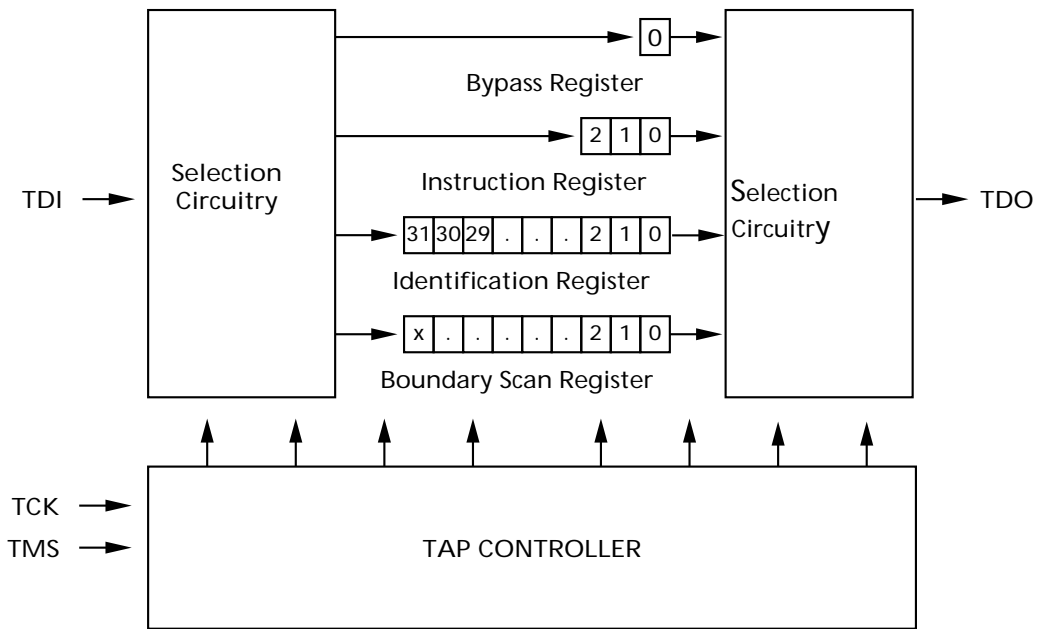 0
Bypass Register
2 1 0
Selection
Circuitry
Instruction Register
Selection
Circuitry
TDI
TDO
31 30 29 . . . 2 1 0
Identification Register
x . . . . . 2 1 0
Boundary Scan Register
TCK
TMS
TAP CONTROLLER